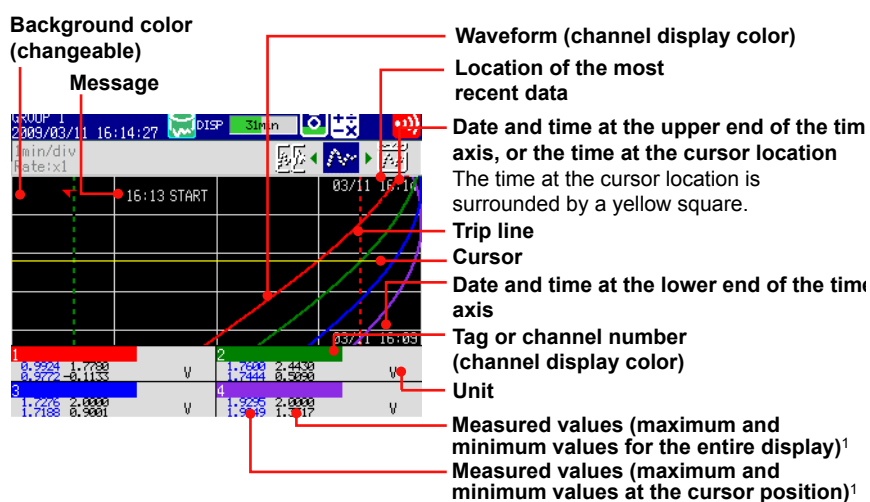 Background color
(changeable)
Message
Waveform (channel display color)
Location of the most
recent data
Date and time at the upper end of the tim
axis, or the time at the cursor location
The time at the cursor location is
surrounded by a yellow square.
Trip line
Cursor
Date and time at the lower end of the time
axis
Tag or channel number
(channel display color)
Unit
Measured values (maximum and
minimum values for the entire display)1
Measured values (maximum and
minimum values at the cursor position)1
GROUP 1
2009/03/11 16:14:27 DISP 31min
1min/div
Rate:x1
16:13 START
03/11 16:14
03/11 16:09
1
0.9924 1.7780
0.9772 -0.1133 V
2
1.7600 2.4430
1.7444 0.5090 V
3
1.7276 2.0000
1.7188 0.9001 V
4
1.9295 2.0000
V